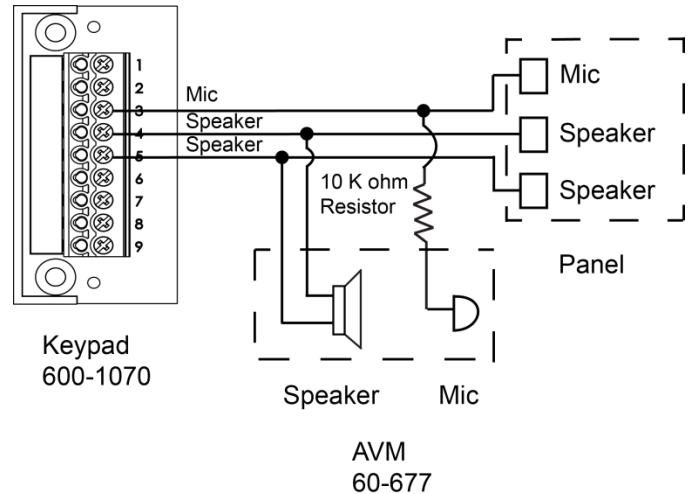 1
2
3
4
5
6
7
8
9
Mic
Speaker
Speaker
10 K ohm
Resistor
Mic
Speaker
Speaker
Panel
Keypad
600-1070
Speaker Mic
AVM
60-677